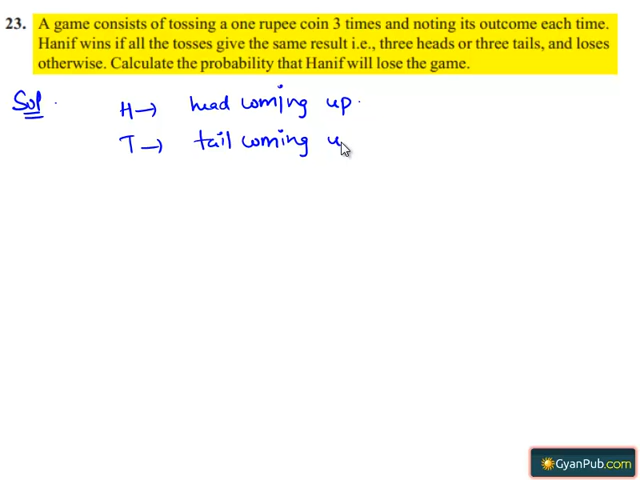 23. A game consists of tossing a one rupee coin 3 times and noting its outcome each time.
Hanif wins if all the tosses give the same result i.e., three heads or three tails, and loses
otherwise. Calculate the probability that Hanif will lose the game.
Sol.
H→ head coming up.
T→ tail coming u
GyanPub.com